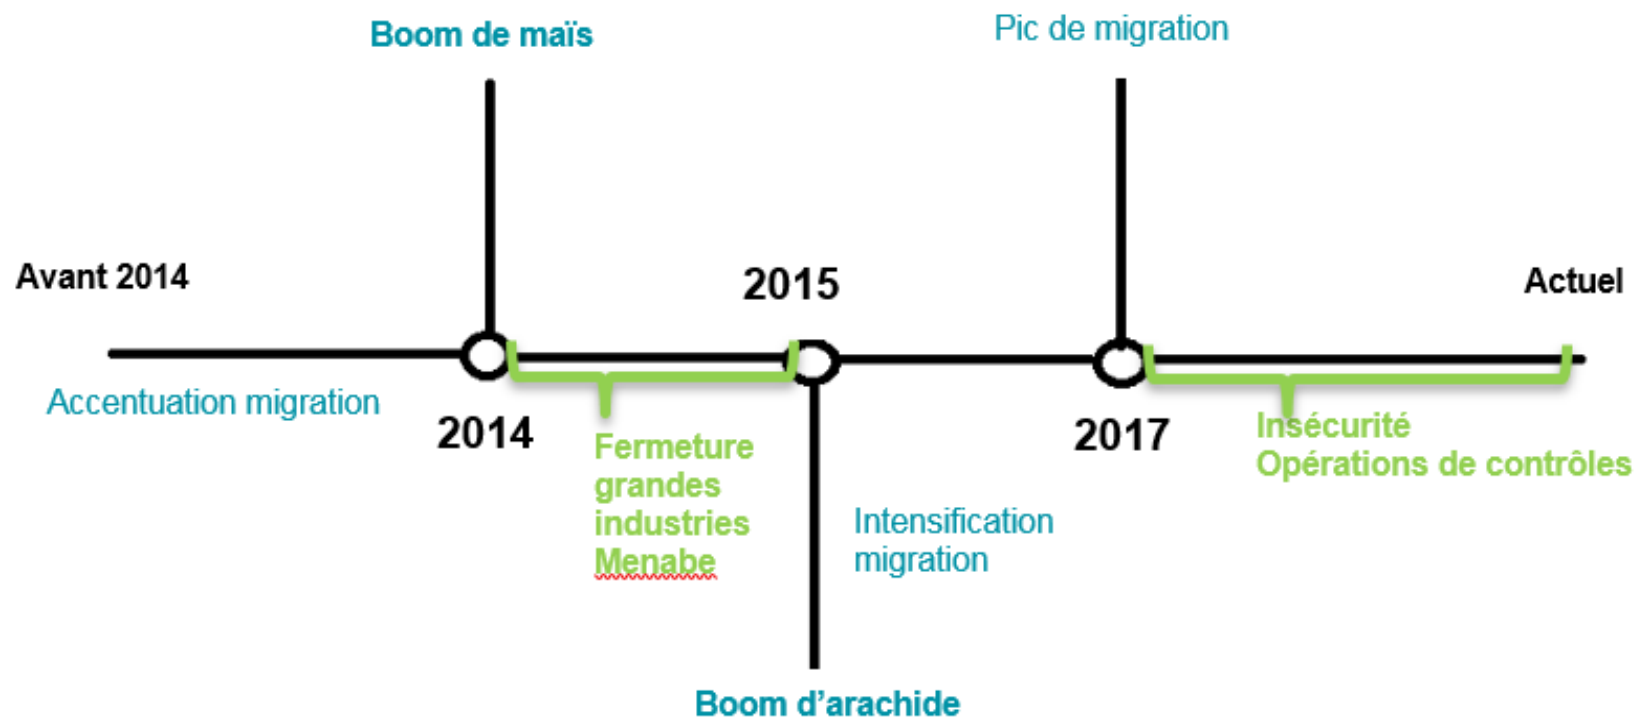 Boom de maïs
Pic de migration
Avant 2014
2015
Actuel
Accentuation migration
2014
2017
Fermeture
grandes
industries
Menabe
Insécurité
Opérations de contrôles
Intensification
migration
Boom d’arachide